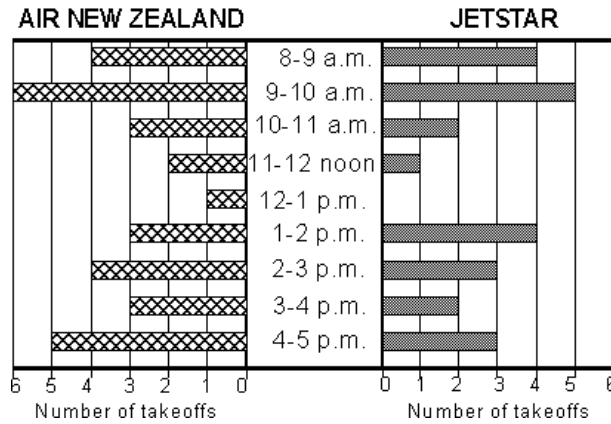 AIR NEW ZEALAND JETSTAR
8-9 a.m.
9-10 a.m.
10-11 a.m.
11-12 noon
12-1 p.m.
1-2 p.m.
2-3 p.m.
3-4 p.m.
4-5 p.m.
6 5 4 3 2 1 0 0 1 2 3 4 5 6
Number of takeoffs Number of takeoffs